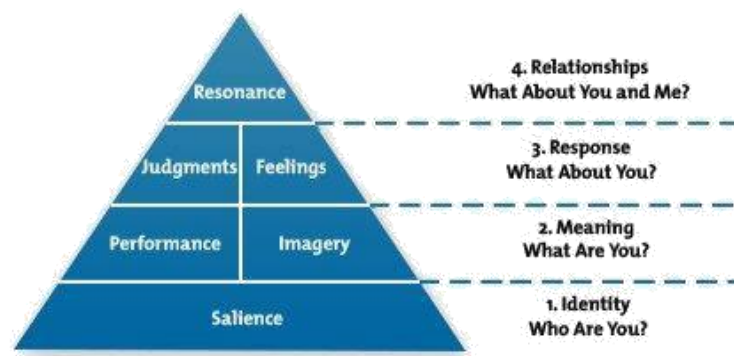 4. Relationships
Resonance
What About You and Me?
3. Response
Judgments
Feelings
What About You?
2. Meaning
Performance
Imagery
What Are You?
1. Identity
Salience
Who Are You?